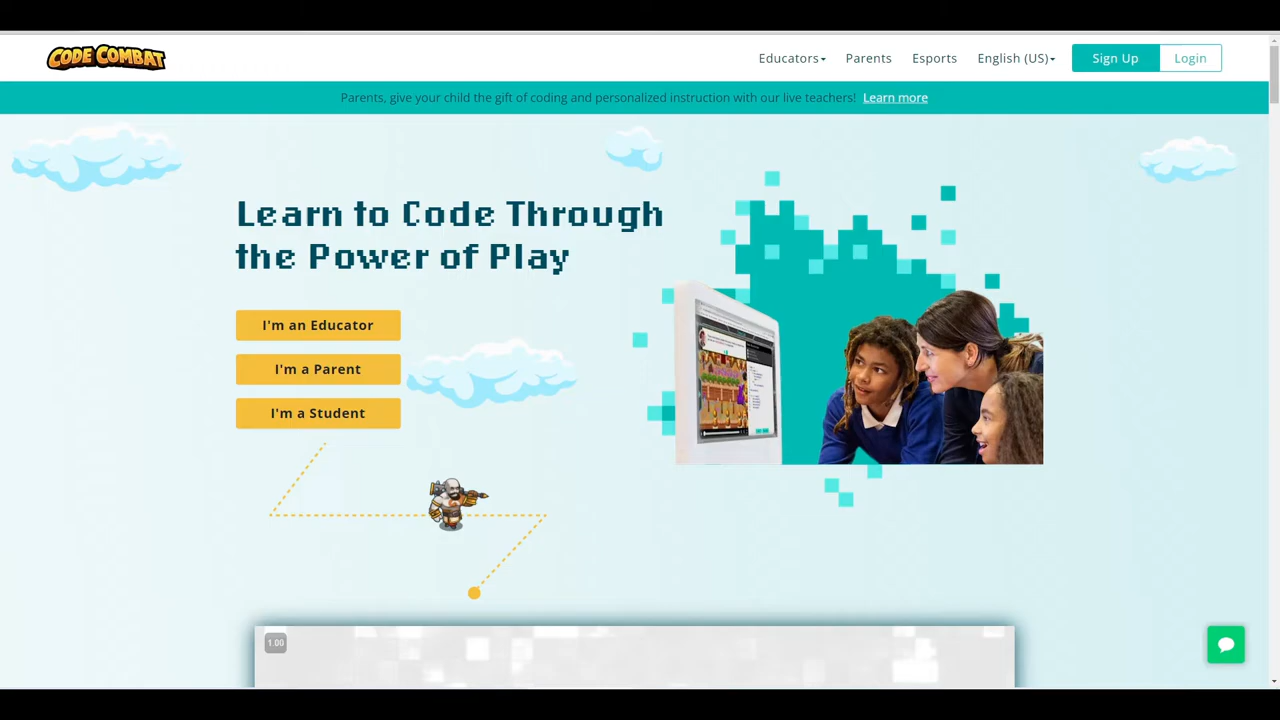 CODE COMBAT
Educators
Parents
Esports
English (US)
Sign Up
Login
Parents, give your child the gift of coding and personalized instruction with our live teachers! Learn more
Learn to Code Through
the Power of Play
I'm an Educator
I'm a Parent
I'm a Student
1.00